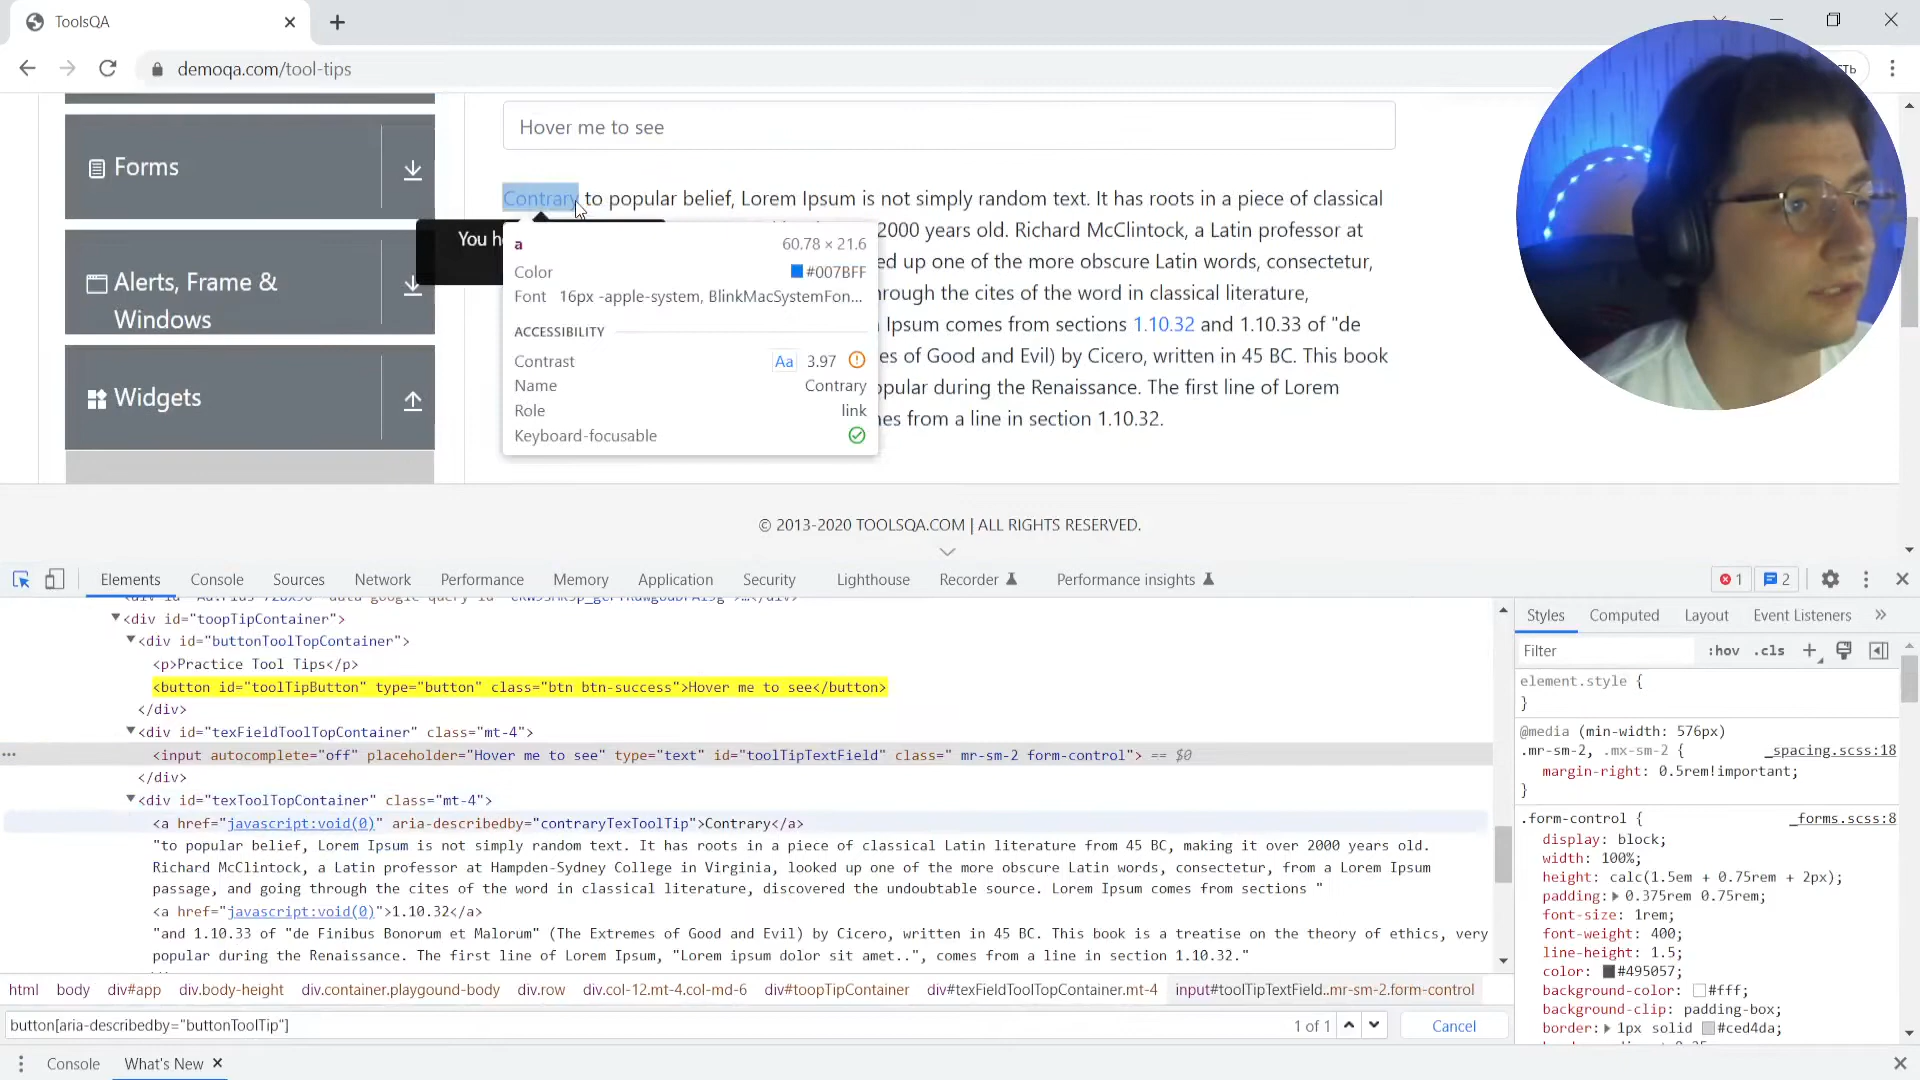 ToolsQA
demoqa.com/tool-tips
ть
Hover me to see
Forms
Alerts, Frame &
Windows
Widgets
Contrary to popular belief, Lorem Ipsum is not simply random text. It has roots in a piece of classical
2000 years old. Richard McClintock, a Latin professor at
ed up one of the more obscure Latin words, consectetur,
hrough the cites of the word in classical literature,
Ipsum comes from sections 1.10.32 and 1.10.33 of "de
es of Good and Evil) by Cicero, written in 45 BC. This book
pular during the Renaissance. The first line of Lorem
nes from a line in section 1.10.32.
You h
a 60.78 × 21.6
Color #007BFF
Font 16px -apple-system, BlinkMacSystemFon...
ACCESSIBILITY
Contrast Aa 3.97
Name Contrary
Role link
Keyboard-focusable
© 2013-2020 TOOLSQA.COM | ALL RIGHTS RESERVED.
Elements Console Sources Network Performance Memory Application Security Lighthouse Recorder Performance insights 1 2
<div id="toopTipContainer">
<div id="buttonToolTopContainer">
<p>Practice Tool Tips</p>
<button id="toolTipButton" type="button" class="btn btn-success">Hover me to see</button>
</div>
<div id="texFieldToolTopContainer" class="mt-4">
<input autocomplete="off" placeholder="Hover me to see" type="text" id="toolTipTextField" class=" mr-sm-2 form-control"> == $0
</div>
<div id="texToolTopContainer" class="mt-4">
<a href="javascript:void(0)" aria-describedby="contraryTexToolTip">Contrary</a>
"to popular belief, Lorem Ipsum is not simply random text. It has roots in a piece of classical Latin literature from 45 BC, making it over 2000 years old.
Richard McClintock, a Latin professor at Hampden-Sydney College in Virginia, looked up one of the more obscure Latin words, consectetur, from a Lorem Ipsum
passage, and going through the cites of the word in classical literature, discovered the undoubtable source. Lorem Ipsum comes from sections "
<a href="javascript:void(0)">1.10.32</a>
"and 1.10.33 of "de Finibus Bonorum et Malorum" (The Extremes of Good and Evil) by Cicero, written in 45 BC. This book is a treatise on the theory of ethics, very
popular during the Renaissance. The first line of Lorem Ipsum, "Lorem ipsum dolor sit amet..", comes from a line in section 1.10.32."
html body div#app div.body-height div.container.playgound-body div.row div.col-12.mt-4.col-md-6 div#toopTipContainer div#texFieldToolTopContainer.mt-4 input#toolTipTextField..mr-sm-2.form-control
button[aria-describedby="buttonToolTip"] 1 of 1 Cancel
Console What's New
Styles Computed Layout Event Listeners
Filter :hov .cls
element.style {
}
@media (min-width: 576px)
.mr-sm-2, .mx-sm-2 { _spacing.scss:18
margin-right: 0.5rem!important;
}
.form-control { _forms.scss:8
display: block;
width: 100%;
height: calc(1.5em + 0.75rem + 2px);
padding: 0.375rem 0.75rem;
font-size: 1rem;
font-weight: 400;
line-height: 1.5;
color: #495057;
background-color: #fff;
background-clip: padding-box;
border: 1px solid #ced4da;